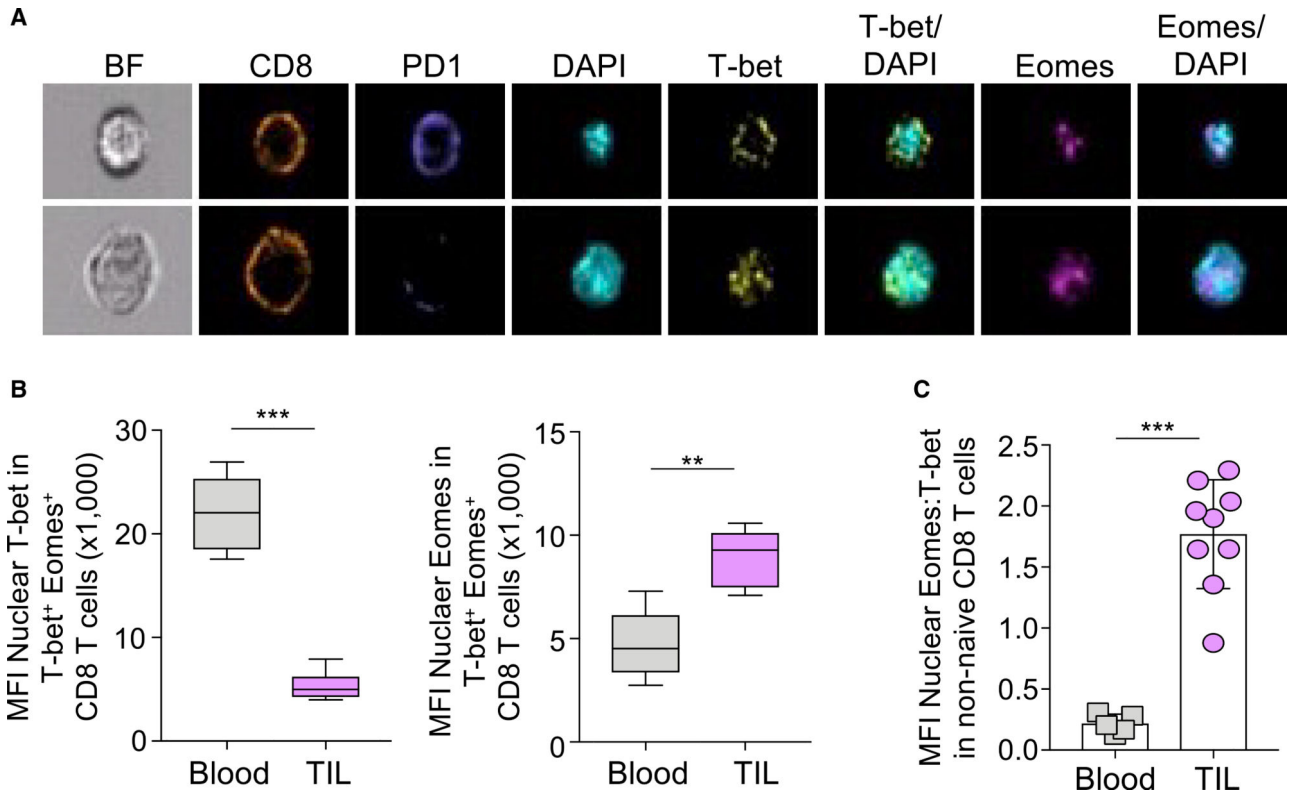 A
BF
CD8
PD1
DAPI
T-bet
T-bet/
DAPI
Eomes
Eomes/
DAPI
B
MFI Nuclear T-bet in
T-bet⁺ Eomes⁺
CD8 T cells (x1,000)
30
20
10
0
***
Blood
TIL
MFI Nuclaer Eomes in
T-bet⁺ Eomes⁺
CD8 T cells (x1,000)
15
10
5
0
**
Blood
TIL
C
MFI Nuclear Eomes:T-bet
in non-naive CD8 T cells
2.5
2.0
1.5
1.0
0.5
0.0
***
Blood
TIL